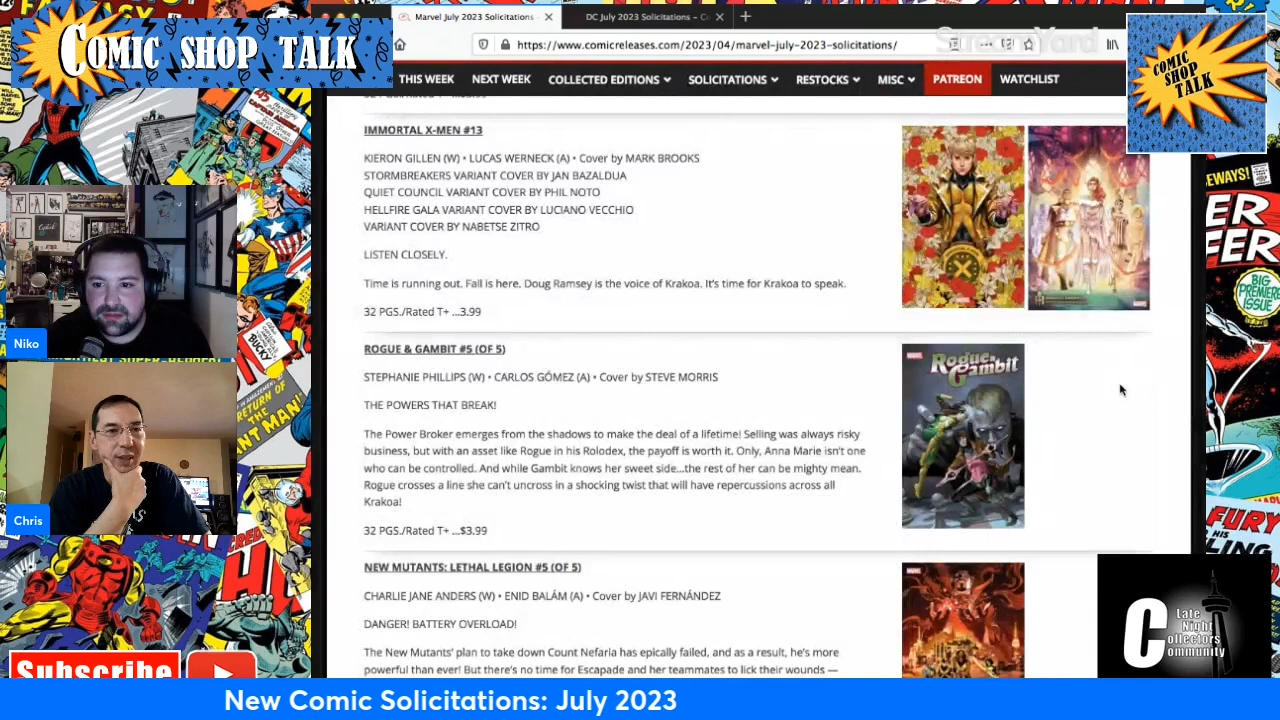 COMIC SHOP TALK
Marvel July 2023 Solicitations -
DC July 2023 Solicitations – C
https://www.comicreleases.com/2023/04/marvel-july-2023-solicitations/
StreamYard
COMIC SHOP TALK
THIS WEEK NEXT WEEK COLLECTED EDITIONS SOLICITATIONS RESTOCKS MISC PATREON WATCHLIST
IMMORTAL X-MEN #13
KIERON GILLEN (W) • LUCAS WERNECK (A) • Cover by MARK BROOKS
STORMBREAKERS VARIANT COVER BY JAN BAZALDUA
QUIET COUNCIL VARIANT COVER BY PHIL NOTO
HELLFIRE GALA VARIANT COVER BY LUCIANO VECCHIO
VARIANT COVER BY NABETSE ZITRO
LISTEN CLOSELY.
Time is running out. Fall is here. Doug Ramsey is the voice of Krakoa. It’s time for Krakoa to speak.
32 PGS./Rated T+ ...3.99
ROGUE & GAMBIT #5 (OF 5)
STEPHANIE PHILLIPS (W) • CARLOS GÓMEZ (A) • Cover by STEVE MORRIS
THE POWERS THAT BREAK!
The Power Broker emerges from the shadows to make the deal of a lifetime! Selling was always risky
business, but with an asset like Rogue in his Rolodex, the payoff is worth it. Only, Anna Marie isn’t one
who can be controlled. And while Gambit knows her sweet side...the rest of her can be mighty mean.
Rogue crosses a line she can’t uncross in a shocking twist that will have repercussions across all
Krakoa!
32 PGS./Rated T+ ...$3.99
Rogue & Gambit
NEW MUTANTS: LETHAL LEGION #5 (OF 5)
CHARLIE JANE ANDERS (W) • ENID BALÁM (A) • Cover by JAVI FERNÁNDEZ
DANGER! BATTERY OVERLOAD!
The New Mutants’ plan to take down Count Nefaria has epically failed, and as a result, he’s more
powerful than ever! But there’s no time for Escapade and her teammates to lick their wounds —
Niko
Chris
BUCKY
RETURN OF THE
ANT MAN!
EWAYS!
BIG PREMIERE ISSUE
FURY
Late Night Collectors Community
Subscribe
New Comic Solicitations: July 2023